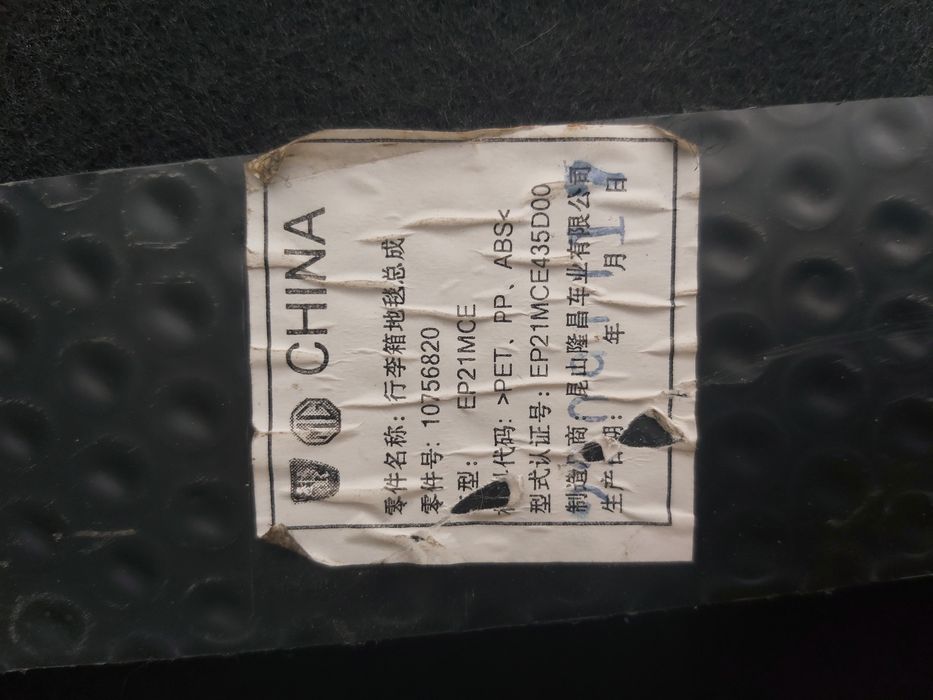 CHINA
零件名称：行李箱地毯总成
零件号：10756820
型： EP21MCE
代码：>PET、PP、ABS<
型式认证号：EP21MCE435D00
制造商：昆山隆昌车业有限公司
生产日期： 年 月 日